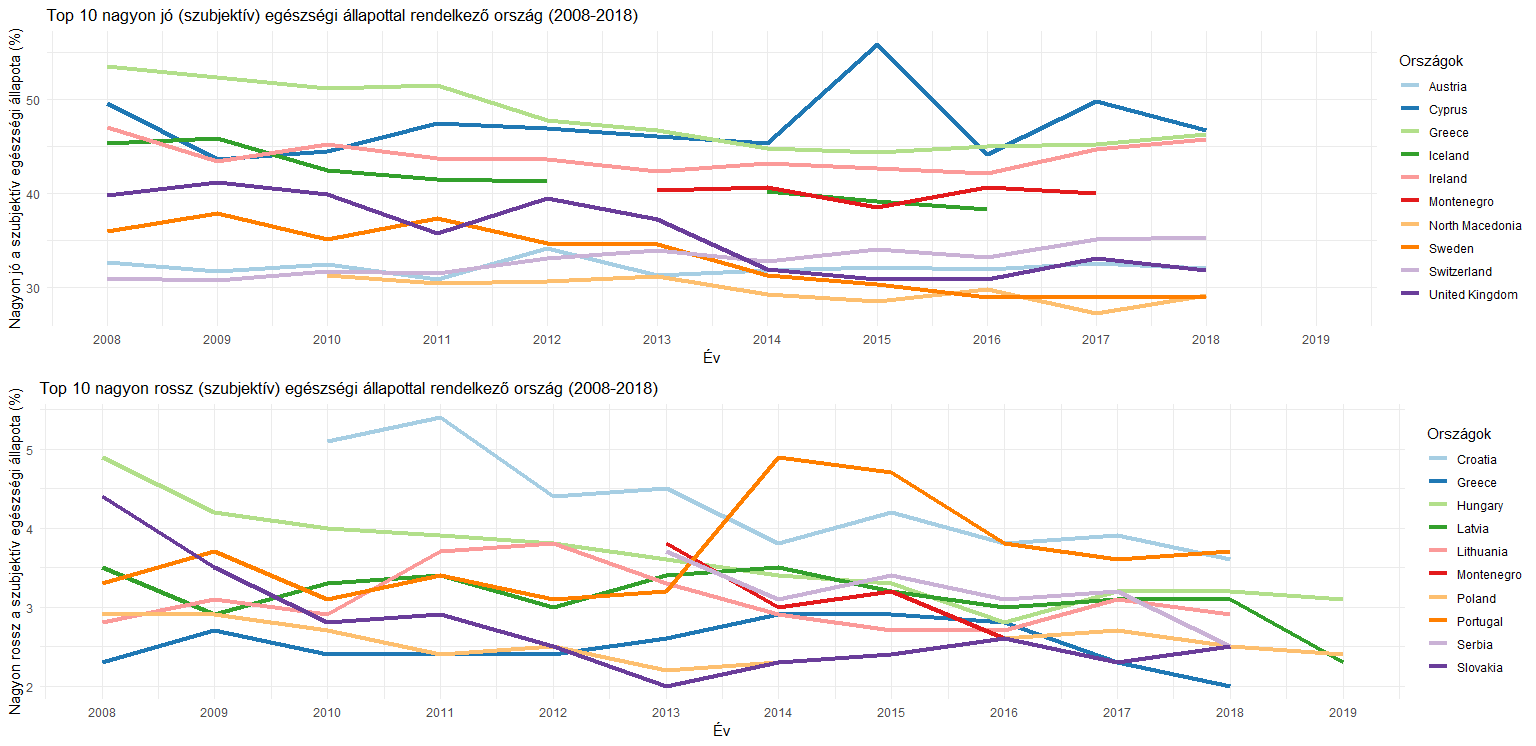 Top 10 nagyon jó (szubjektív) egészségi állapottal rendelkező ország (2008-2018)
Nagyon jó a szubjektív egészségi állapota (%)
50
40
30
2008 2009 2010 2011 2012 2013 2014 2015 2016 2017 2018 2019
Év
Országok
Austria
Cyprus
Greece
Iceland
Ireland
Montenegro
North Macedonia
Sweden
Switzerland
United Kingdom
Top 10 nagyon rossz (szubjektív) egészségi állapottal rendelkező ország (2008-2018)
Nagyon rossz a szubjektív egészségi állapota (%)
5
4
3
2
2008 2009 2010 2011 2012 2013 2014 2015 2016 2017 2018 2019
Év
Országok
Croatia
Greece
Hungary
Latvia
Lithuania
Montenegro
Poland
Portugal
Serbia
Slovakia